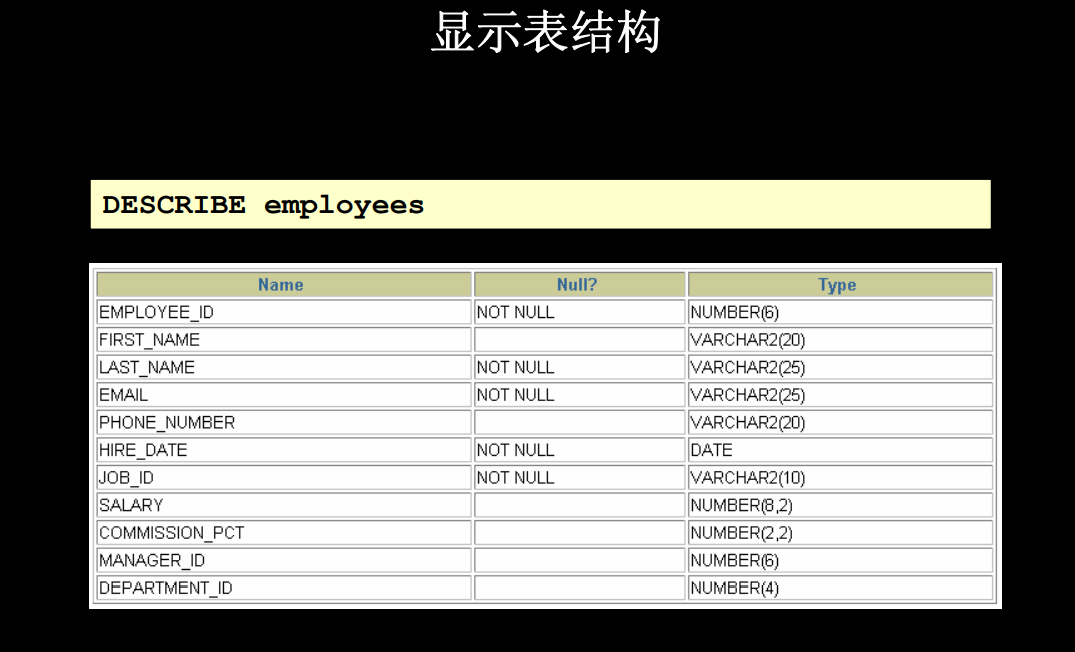 显示表结构
DESCRIBE employees
Name Null? Type
EMPLOYEE_ID NOT NULL NUMBER(6)
FIRST_NAME VARCHAR2(20)
LAST_NAME NOT NULL VARCHAR2(25)
EMAIL NOT NULL VARCHAR2(25)
PHONE_NUMBER VARCHAR2(20)
HIRE_DATE NOT NULL DATE
JOB_ID NOT NULL VARCHAR2(10)
SALARY NUMBER(8,2)
COMMISSION_PCT NUMBER(2,2)
MANAGER_ID NUMBER(6)
DEPARTMENT_ID NUMBER(4)